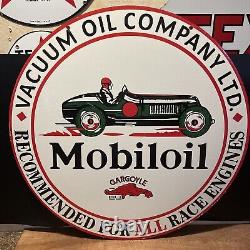 VACUUM OIL COMPANY LTD.
Mobiloil
GARGOYLE
RECOMMENDED FOR ALL RACE ENGINES